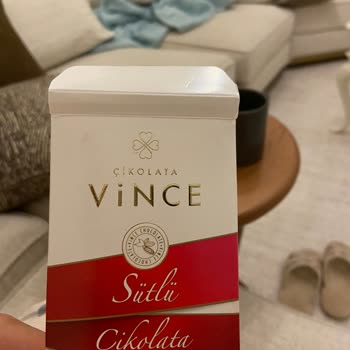 ÇİKOLATA
VİNCE
Sütlü
Çikolata